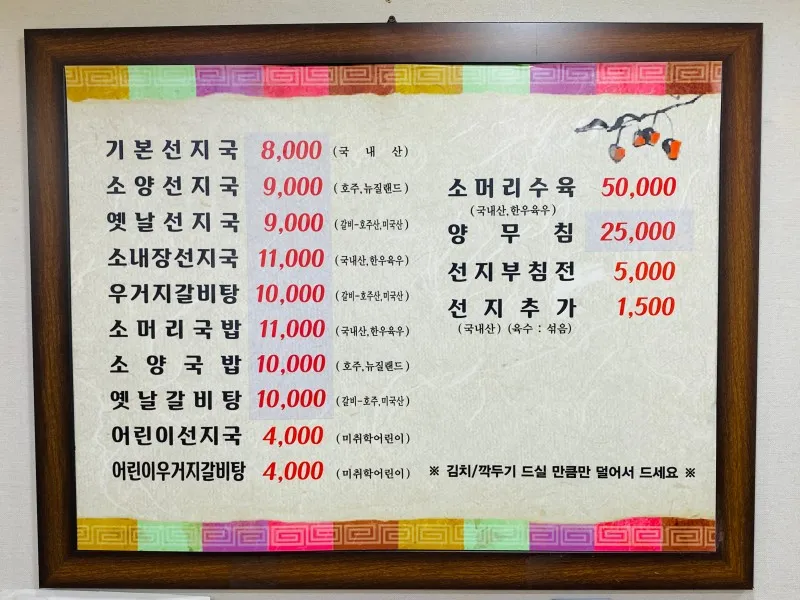 기본선지국 8,000 (국 내 산)
소양선지국 9,000 (호주,뉴질랜드)
옛날선지국 9,000 (갈비-호주산,미국산)
소내장선지국 11,000 (국내산,한우육우)
우거지갈비탕 10,000 (갈비-호주산,미국산)
소머리국밥 11,000 (국내산,한우육우)
소 양 국 밥 10,000 (호주,뉴질랜드)
옛날갈비탕 10,000 (갈비-호주,미국산)
어린이선지국 4,000 (미취학어린이)
어린이우거지갈비탕 4,000 (미취학어린이)
소머리수육 50,000
(국내산,한우육우)
양 무 침 25,000
선지부침전 5,000
선 지 추 가 1,500
(국내산) (육수 : 섞음)
※ 김치/깍두기 드실 만큼만 덜어서 드세요 ※